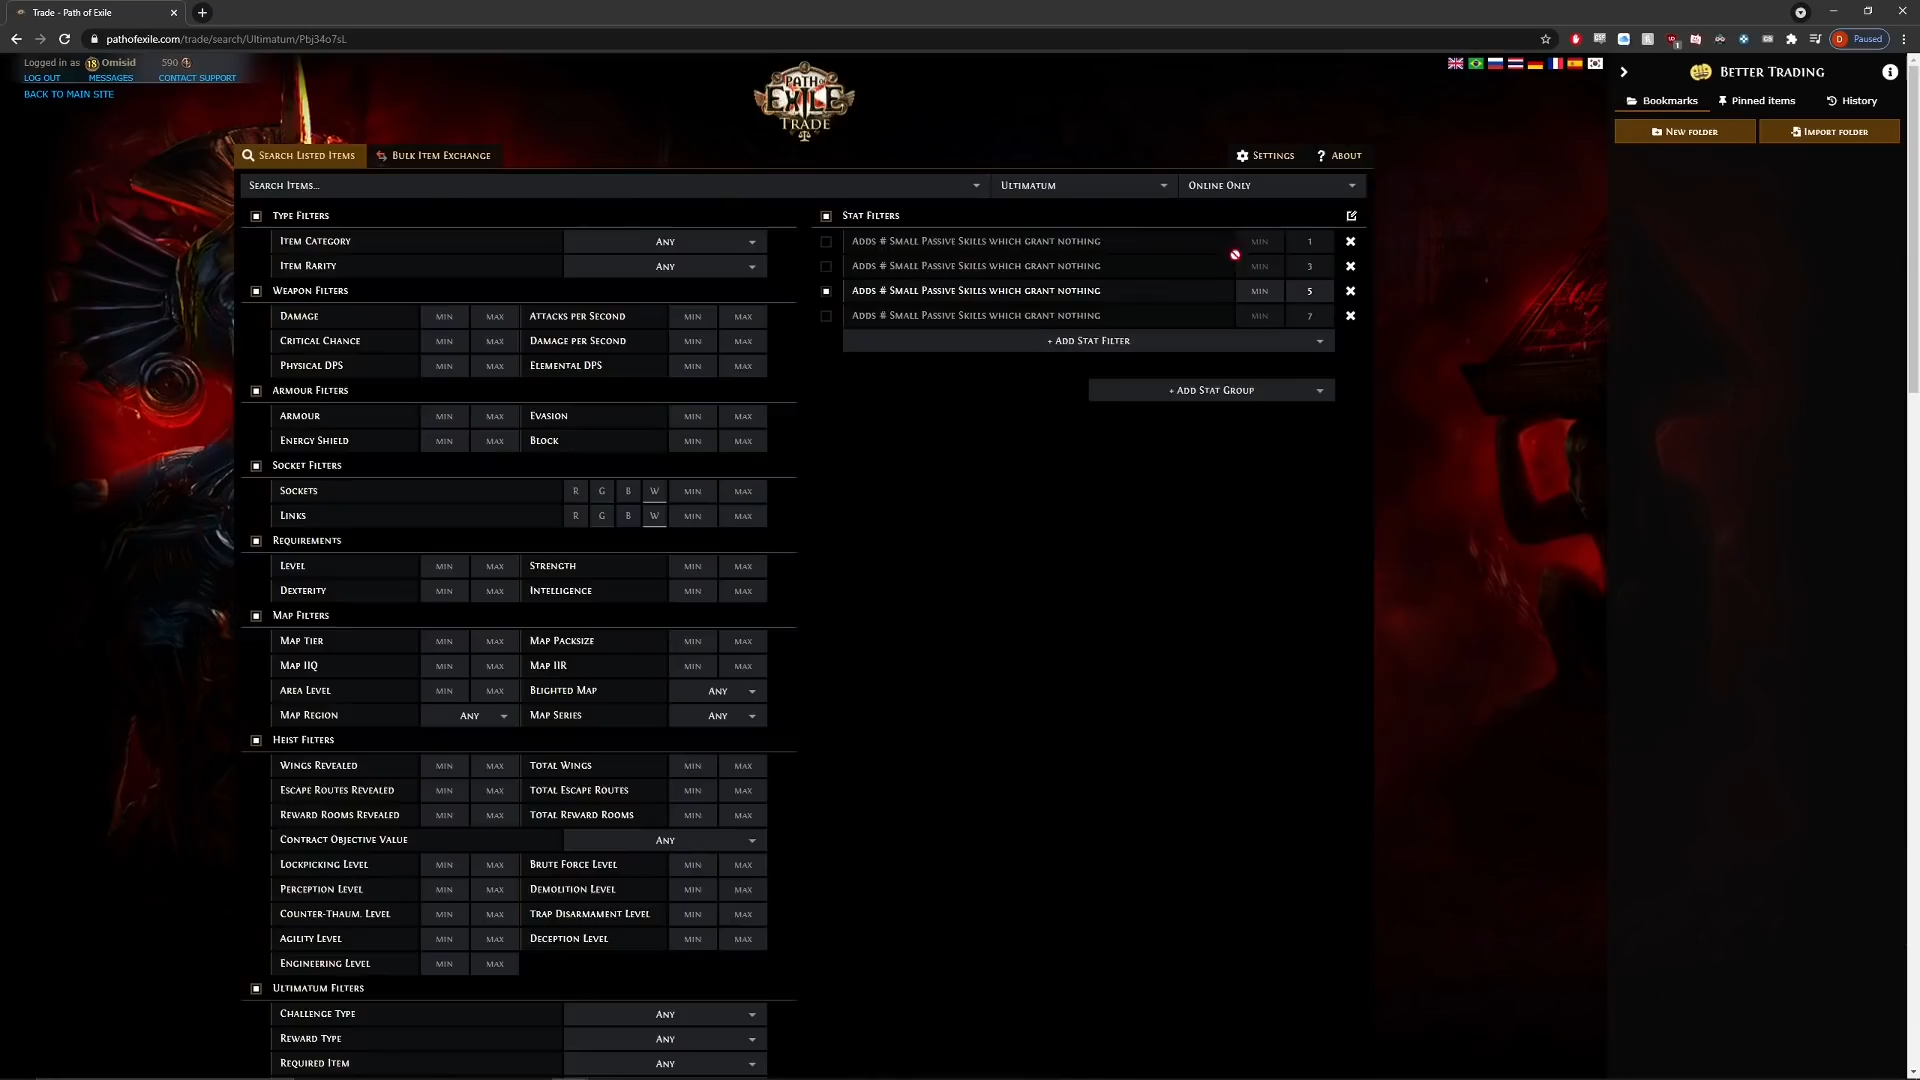 Trade - Path of Exile
pathofexile.com/trade/search/Ultimatum/Pbj34o7sL
Paused
Logged in as 18 Omisid 590
LOG OUT MESSAGES CONTACT SUPPORT
BACK TO MAIN SITE
PATH OF EXILE TRADE
BETTER TRADING
Bookmarks Pinned items History
NEW FOLDER IMPORT FOLDER
SEARCH LISTED ITEMS BULK ITEM EXCHANGE SETTINGS ? ABOUT
SEARCH ITEMS... ULTIMATUM ONLINE ONLY
TYPE FILTERS
ITEM CATEGORY ANY
ITEM RARITY ANY
WEAPON FILTERS
DAMAGE MIN MAX ATTACKS PER SECOND MIN MAX
CRITICAL CHANCE MIN MAX DAMAGE PER SECOND MIN MAX
PHYSICAL DPS MIN MAX ELEMENTAL DPS MIN MAX
ARMOUR FILTERS
ARMOUR MIN MAX EVASION MIN MAX
ENERGY SHIELD MIN MAX BLOCK MIN MAX
SOCKET FILTERS
SOCKETS R G B W MIN MAX
LINKS R G B W MIN MAX
REQUIREMENTS
LEVEL MIN MAX STRENGTH MIN MAX
DEXTERITY MIN MAX INTELLIGENCE MIN MAX
MAP FILTERS
MAP TIER MIN MAX MAP PACKSIZE MIN MAX
MAP IIQ MIN MAX MAP IIR MIN MAX
AREA LEVEL MIN MAX BLIGHTED MAP ANY
MAP REGION ANY MAP SERIES ANY
HEIST FILTERS
WINGS REVEALED MIN MAX TOTAL WINGS MIN MAX
ESCAPE ROUTES REVEALED MIN MAX TOTAL ESCAPE ROUTES MIN MAX
REWARD ROOMS REVEALED MIN MAX TOTAL REWARD ROOMS MIN MAX
CONTRACT OBJECTIVE VALUE ANY
LOCKPICKING LEVEL MIN MAX BRUTE FORCE LEVEL MIN MAX
PERCEPTION LEVEL MIN MAX DEMOLITION LEVEL MIN MAX
COUNTER-THAUM. LEVEL MIN MAX TRAP DISARMAMENT LEVEL MIN MAX
AGILITY LEVEL MIN MAX DECEPTION LEVEL MIN MAX
ENGINEERING LEVEL MIN MAX
ULTIMATUM FILTERS
CHALLENGE TYPE ANY
REWARD TYPE ANY
REQUIRED ITEM ANY
STAT FILTERS
ADDS # SMALL PASSIVE SKILLS WHICH GRANT NOTHING MIN 1
ADDS # SMALL PASSIVE SKILLS WHICH GRANT NOTHING MIN 3
ADDS # SMALL PASSIVE SKILLS WHICH GRANT NOTHING MIN 5
ADDS # SMALL PASSIVE SKILLS WHICH GRANT NOTHING MIN 7
+ ADD STAT FILTER
+ ADD STAT GROUP